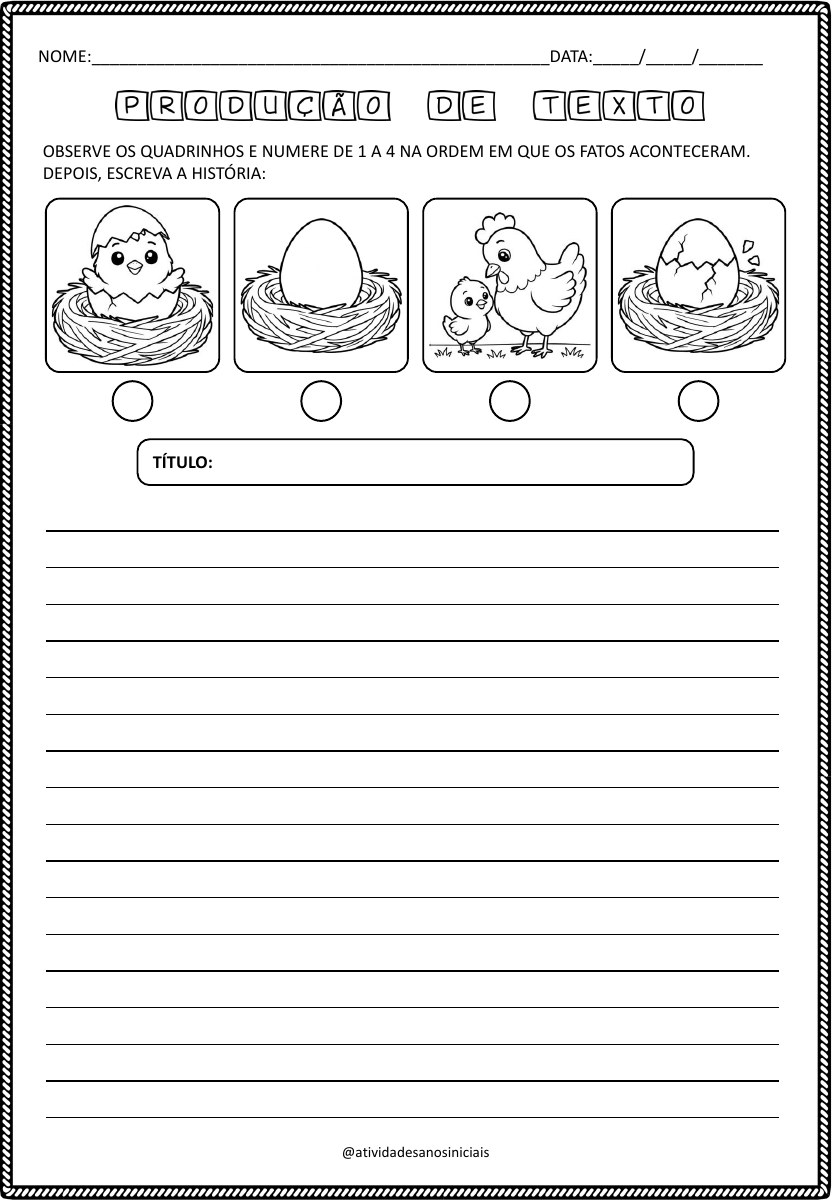 NOME:__________________________________________________DATA:_____/_____/_______
PRODUÇÃO DE TEXTO
OBSERVE OS QUADRINHOS E NUMERE DE 1 A 4 NA ORDEM EM QUE OS FATOS ACONTECERAM.
DEPOIS, ESCREVA A HISTÓRIA:
TÍTULO:
@atividadesanosiniciais